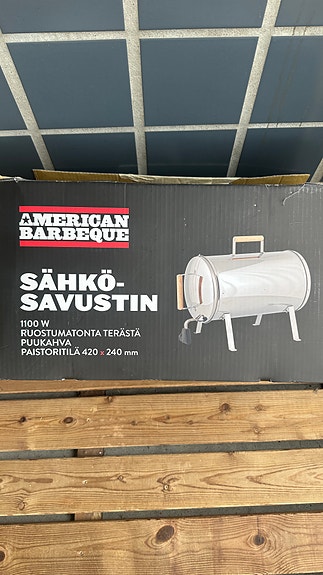 AMERICAN
BARBEQUE
SÄHKÖ-
SAVUSTIN
1100 W
RUOSTUMATONTA TERÄSTÄ
PUUKAHVA
PAISTORITILÄ 420 x 240 mm